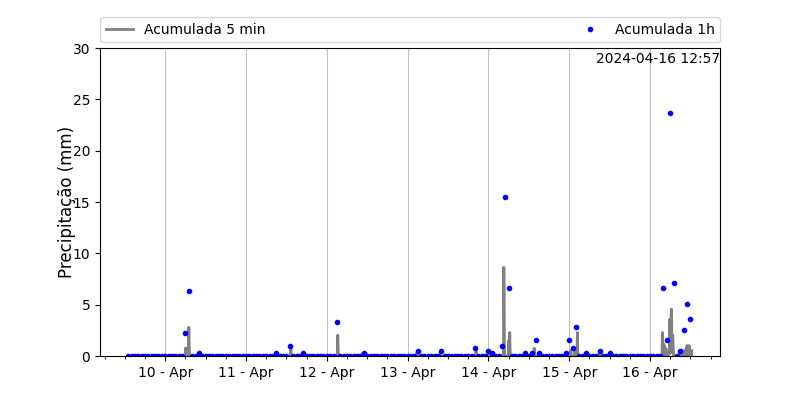 Acumulada 5 min
Acumulada 1h
2024-04-16 12:57
Precipitação (mm)
30
25
20
15
10
5
0
10 - Apr
11 - Apr
12 - Apr
13 - Apr
14 - Apr
15 - Apr
16 - Apr